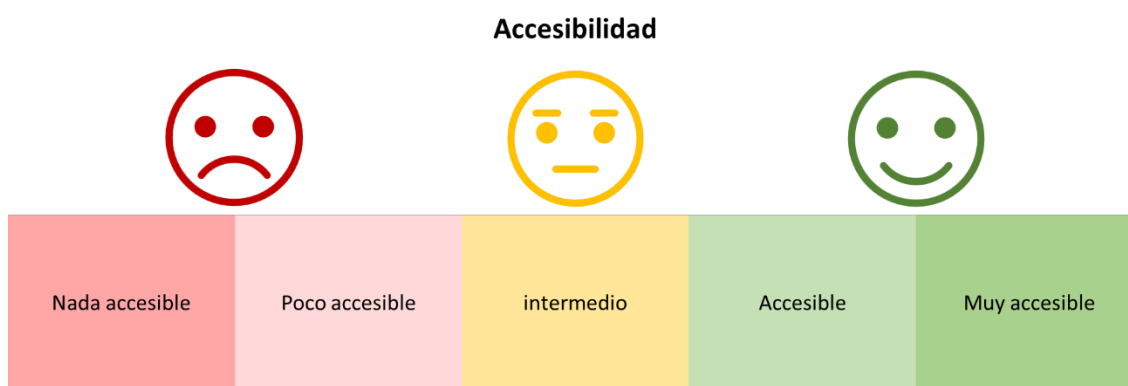 Accesibilidad
Nada accesible
Poco accesible
intermedio
Accesible
Muy accesible